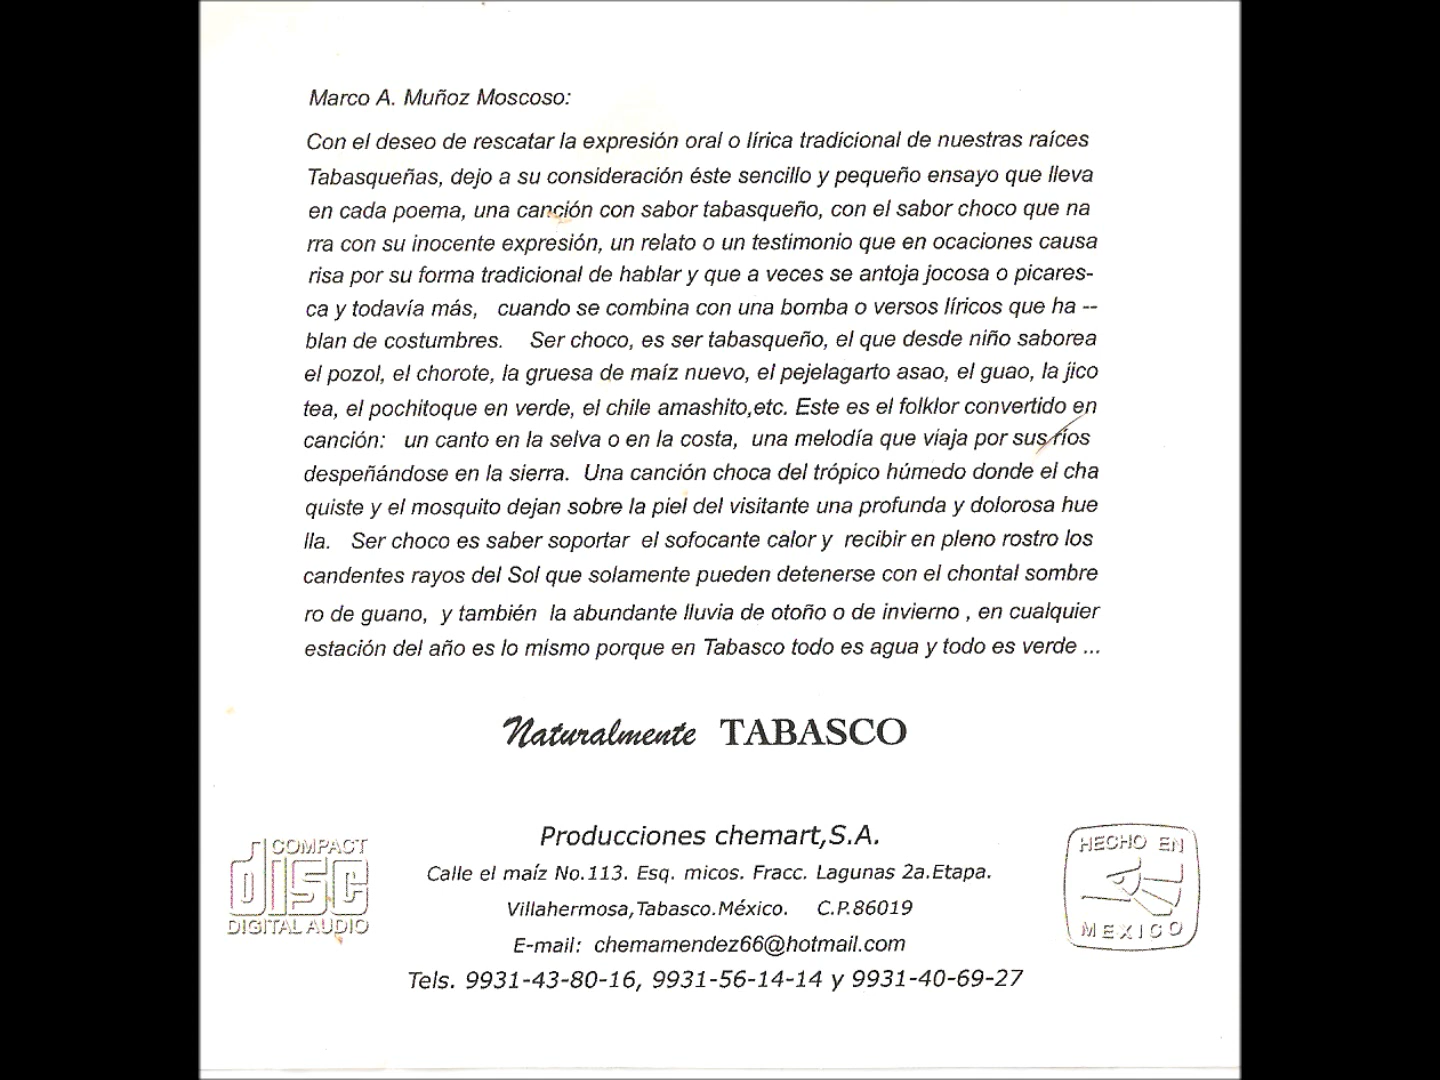 Marco A. Muñoz Moscoso:
Con el deseo de rescatar la expresión oral o lírica tradicional de nuestras raíces
Tabasqueñas, dejo a su consideración éste sencillo y pequeño ensayo que lleva
en cada poema, una canción con sabor tabasqueño, con el sabor choco que na
rra con su inocente expresión, un relato o un testimonio que en ocaciones causa
risa por su forma tradicional de hablar y que a veces se antoja jocosa o picares-
ca y todavía más, cuando se combina con una bomba o versos líricos que ha --
blan de costumbres. Ser choco, es ser tabasqueño, el que desde niño saborea
el pozol, el chorote, la gruesa de maíz nuevo, el pejelagarto asao, el guao, la jico
tea, el pochitoque en verde, el chile amashito,etc. Este es el folklor convertido en
canción: un canto en la selva o en la costa, una melodía que viaja por sus ríos
despeñándose en la sierra. Una canción choca del trópico húmedo donde el cha
quiste y el mosquito dejan sobre la piel del visitante una profunda y dolorosa hue
lla. Ser choco es saber soportar el sofocante calor y recibir en pleno rostro los
candentes rayos del Sol que solamente pueden detenerse con el chontal sombre
ro de guano, y también la abundante lluvia de otoño o de invierno , en cualquier
estación del año es lo mismo porque en Tabasco todo es agua y todo es verde ...
Naturalmente TABASCO
Producciones chemart,S.A.
Calle el maíz No.113. Esq. micos. Fracc. Lagunas 2a.Etapa.
Villahermosa,Tabasco.México. C.P.86019
E-mail: chemamendez66@hotmail.com
Tels. 9931-43-80-16, 9931-56-14-14 y 9931-40-69-27
COMPACT
disc
DIGITAL AUDIO
HECHO EN
MEXICO